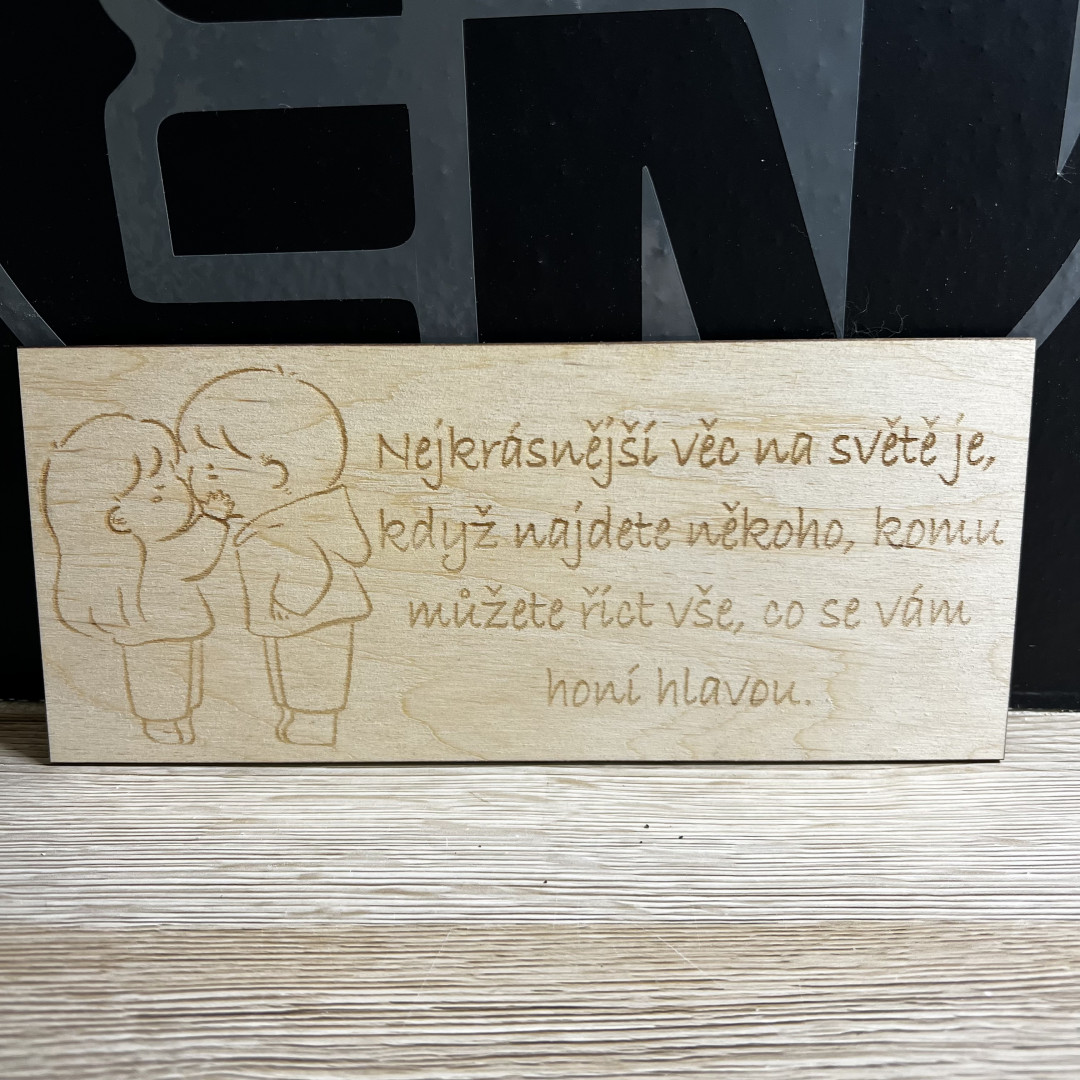 Nejkrásnější věc na světě je,
když najdete někoho, komu
můžete říct vše, co se vám
honí hlavou.